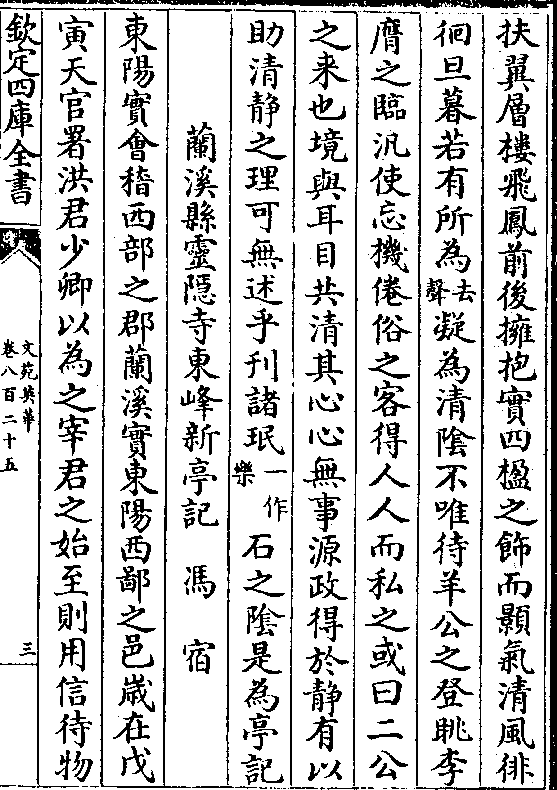 扶翼層樓飛鳳前後擁抱實四楹之飾而顥氣清風徘
徊旦暮若有所為去聲凝為清陰不唯待羊公之登眺李
膺之臨汎使忘機倦俗之客得人人而私之或曰二公
之来也境與耳目共清其心心無事源政得於静有以
助清静之理可無述乎刊諸珉一作樂石之陰是為亭記
蘭溪縣靈隱寺東峰新亭記 馮宿
東陽實會稽西部之郡蘭溪實東陽西鄙之邑嵗在戊
寅天官署洪君少卿以為之宰君之始至則用信待物
欽定四庫全書
文苑英華
卷八百二十五
三